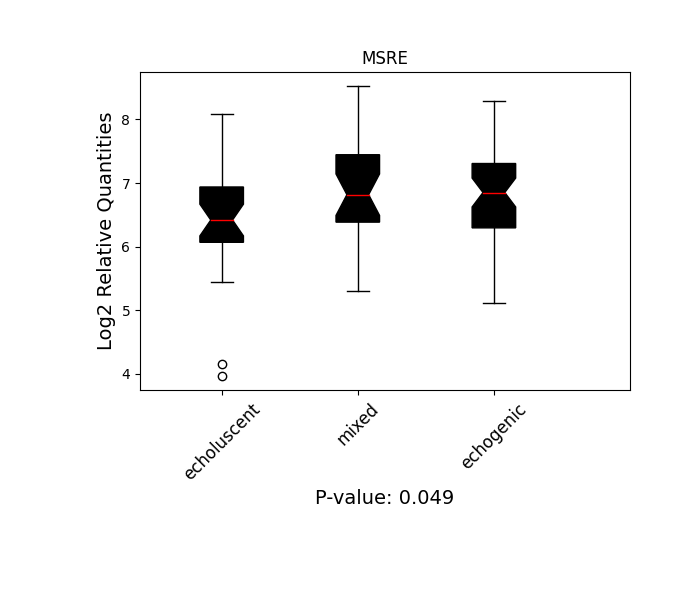 MSRE
Log2 Relative Quantities
8
7
6
5
4
echoluscent
mixed
echogenic
P-value: 0.049